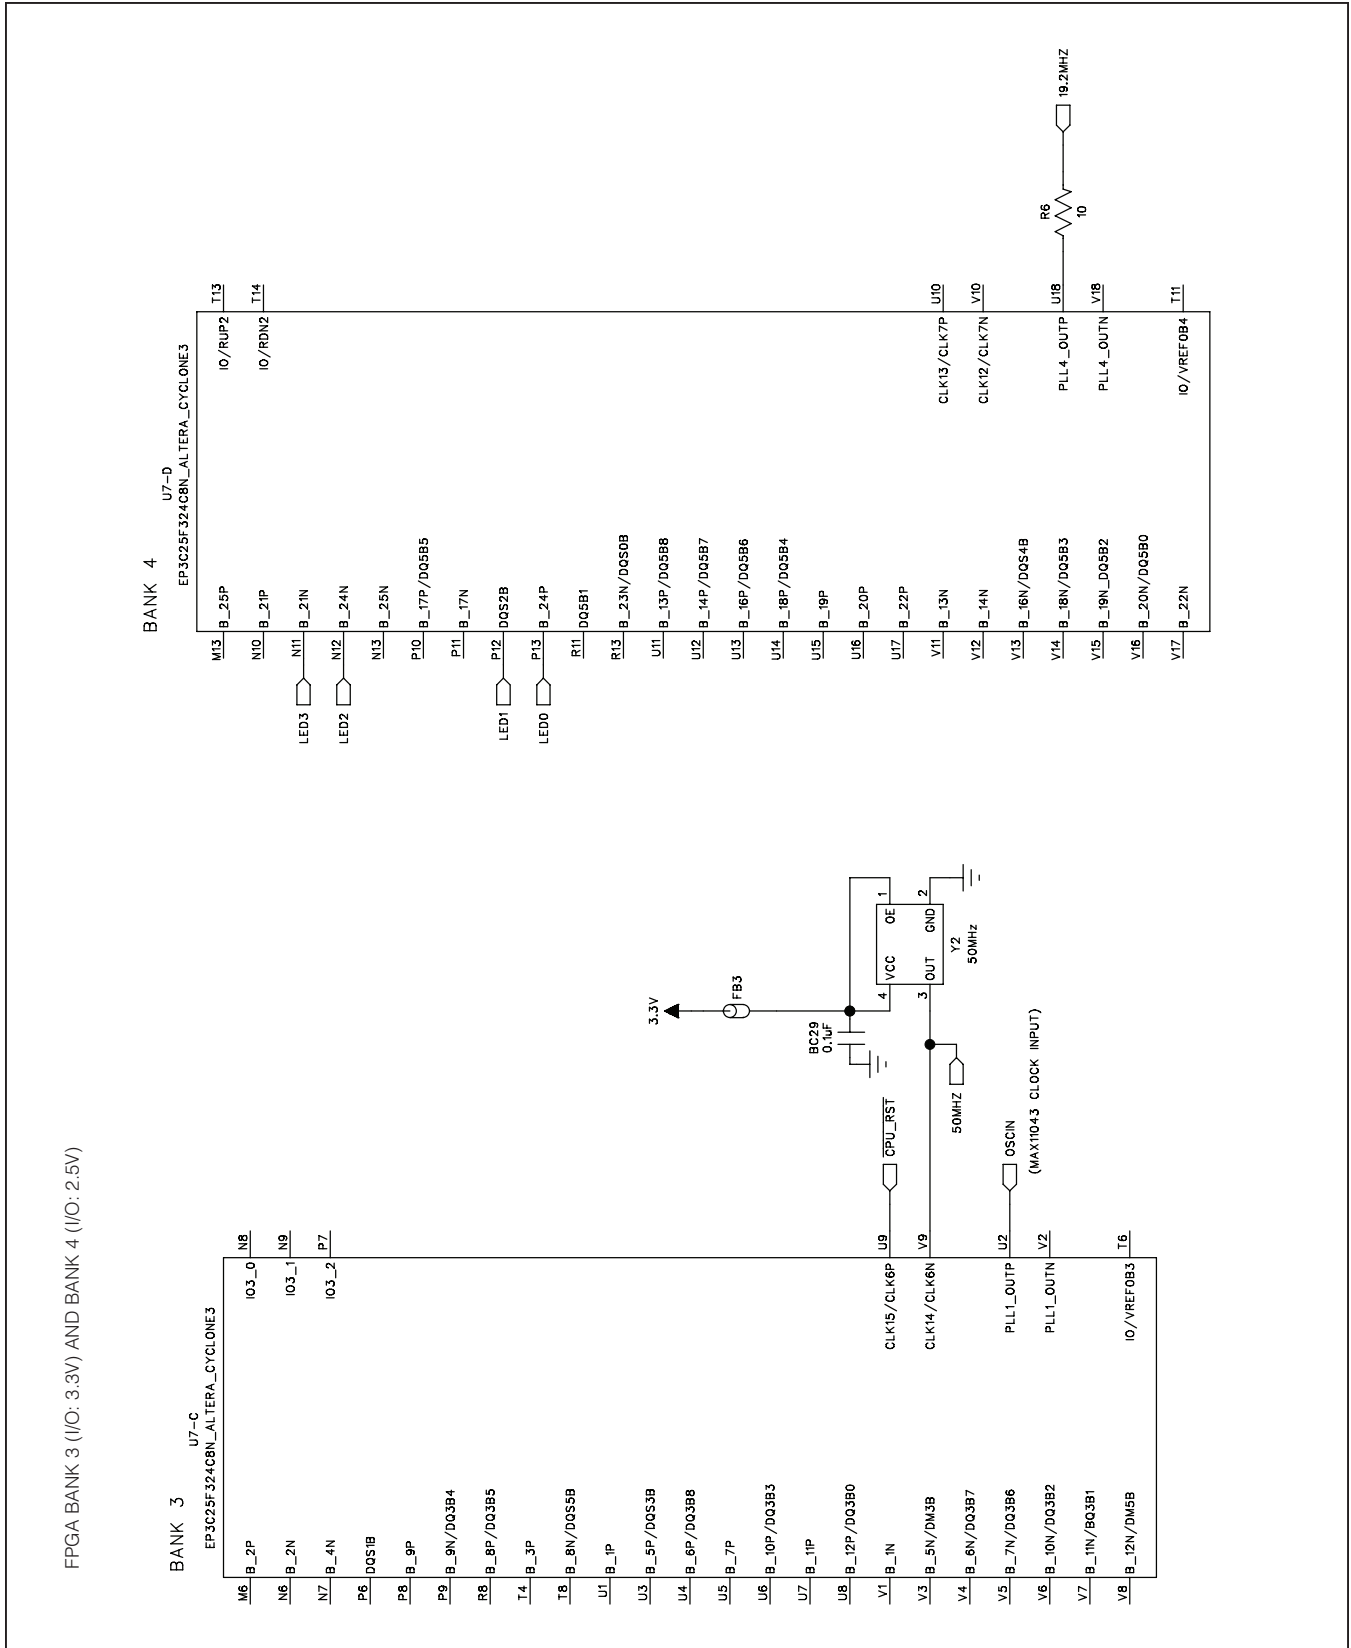 FPGA BANK 3 (I/O: 3.3V) AND BANK 4 (I/O: 2.5V)
BANK 3
U7-C
EP3C25F324C8N_ALTERA_CYCLONE3
M6 B_2P
N6 B_2N
N7 B_4N
P6 DQS1B
P8 B_9P
P9 B_9N/DQ3B4
R8 B_8P/DQ3B5
T4 B_3P
T8 B_8N/DQS5B
U1 B_1P
U3 B_5P/DQS3B
U4 B_6P/DQ3B8
U5 B_7P
U6 B_10P/DQ3B3
U7 B_11P
U8 B_12P/DQ3B0
V1 B_1N
V3 B_5N/DM3B
V4 B_6N/DQ3B7
V5 B_7N/DQ3B6
V6 B_10N/DQ3B2
V7 B_11N/BQ3B1
V8 B_12N/DM5B
IO3_0 N8
IO3_1 N9
IO3_2 P7
CLK15/CLK6P U9 CPU_RST
CLK14/CLK6N V9
PLL1_OUTP U2 OSCIN
(MAX11043 CLOCK INPUT)
PLL1_OUTN V2
IO/VREF0B3 T6
50MHZ
3.3V
FB3
BC29
0.1uF
4 VCC OE 1
3 OUT GND 2
Y2
50MHz
BANK 4
U7-D
EP3C25F324C8N_ALTERA_CYCLONE3
M13 B_25P
N10 B_21P
LED3 N11 B_21N
LED2 N12 B_24N
N13 B_25N
P10 B_17P/DQ5B5
P11 B_17N
LED1 P12 DQS2B
LED0 P13 B_24P
R11 DQ5B1
R13 B_23N/DQS0B
U11 B_13P/DQ5B8
U12 B_14P/DQ5B7
U13 B_16P/DQ5B6
U14 B_18P/DQ5B4
U15 B_19P
U16 B_20P
U17 B_22P
V11 B_13N
V12 B_14N
V13 B_16N/DQS4B
V14 B_18N/DQ5B3
V15 B_19N_DQ5B2
V16 B_20N/DQ5B0
V17 B_22N
IO/RUP2 T13
IO/RDN2 T14
CLK13/CLK7P U10
CLK12/CLK7N V10
PLL4_OUTP U18
PLL4_OUTN V18
IO/VREF0B4 T11
R6
10
19.2MHZ